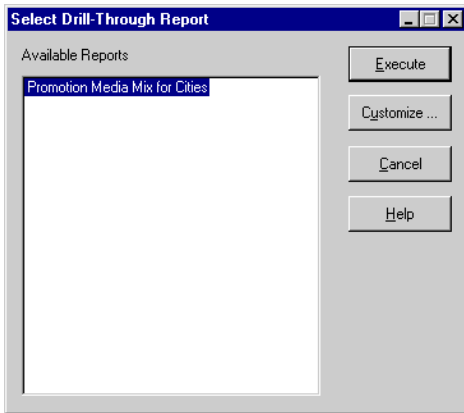 Select Drill-Through Report
Available Reports
Promotion Media Mix for Cities
Execute
Customize ...
Cancel
Help